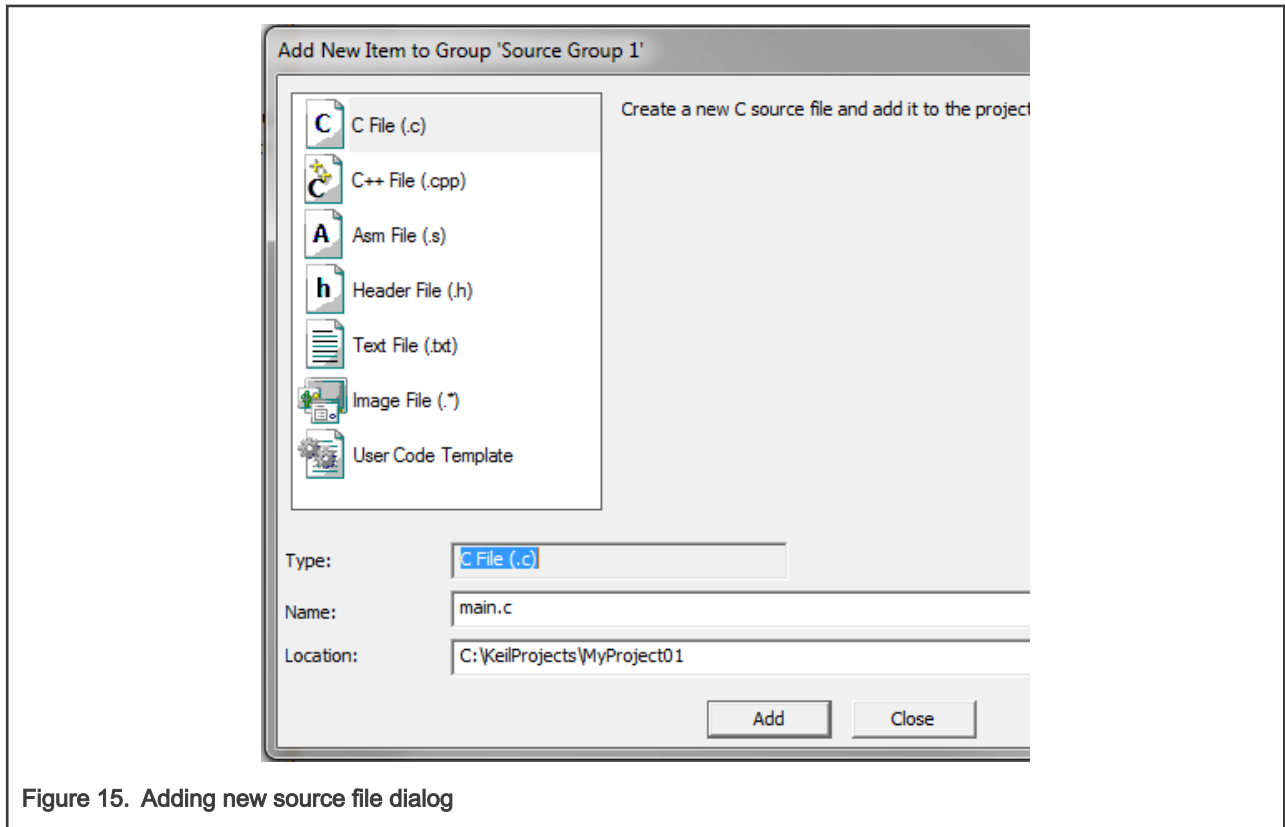 Add New Item to Group 'Source Group 1'
C File (.c)
C++ File (.cpp)
Asm File (.s)
Header File (.h)
Text File (.txt)
Image File (.*)
User Code Template
Create a new C source file and add it to the project
Type:
C File (.c)
Name:
main.c
Location:
C:\KeilProjects\MyProject01
Add
Close
Figure 15. Adding new source file dialog